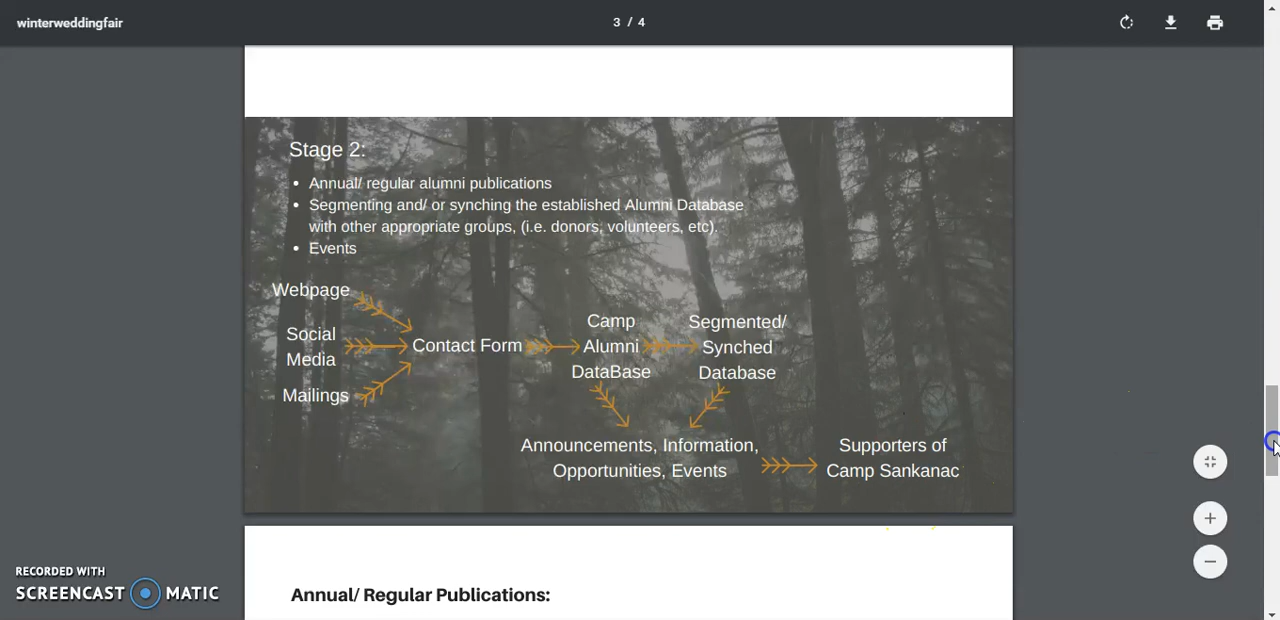 winterweddingfair
3 / 4
Stage 2:
• Annual/ regular alumni publications
• Segmenting and/ or synching the established Alumni Database
with other appropriate groups, (i.e. donors, volunteers, etc).
• Events
Webpage
Social
Media
Mailings
Contact Form
Camp
Alumni
DataBase
Segmented/
Synched
Database
Announcements, Information,
Opportunities, Events
Supporters of
Camp Sankanac
Annual/ Regular Publications:
RECORDED WITH
SCREENCAST MATIC